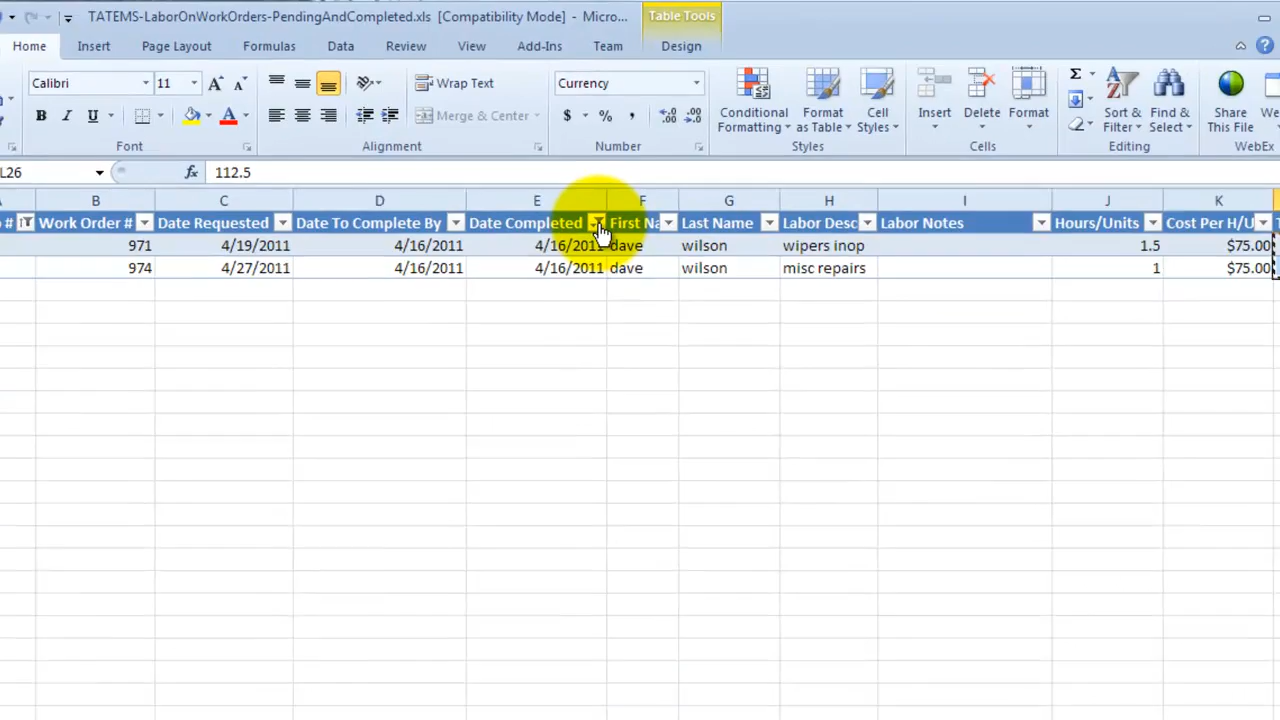 TATEMS-LaborOnWorkOrders-PendingAndCompleted.xls [Compatibility Mode] - Micro...
Table Tools
Home Insert Page Layout Formulas Data Review View Add-Ins Team Design
Calibri 11 A A Wrap Text Currency
B I U A Merge & Center $ % ,
Conditional Formatting Format as Table Cell Styles Insert Delete Format Σ Sort & Filter Find & Select Share This File
Font Alignment Number Styles Cells Editing WebEx
L26 fx 112.5
B C D E F G H I J K
# Work Order # Date Requested Date To Complete By Date Completed First Na Last Name Labor Desc Labor Notes Hours/Units Cost Per H/U
971 4/19/2011 4/16/2011 4/16/2011 dave wilson wipers inop 1.5 $75.00
974 4/27/2011 4/16/2011 4/16/2011 dave wilson misc repairs 1 $75.00